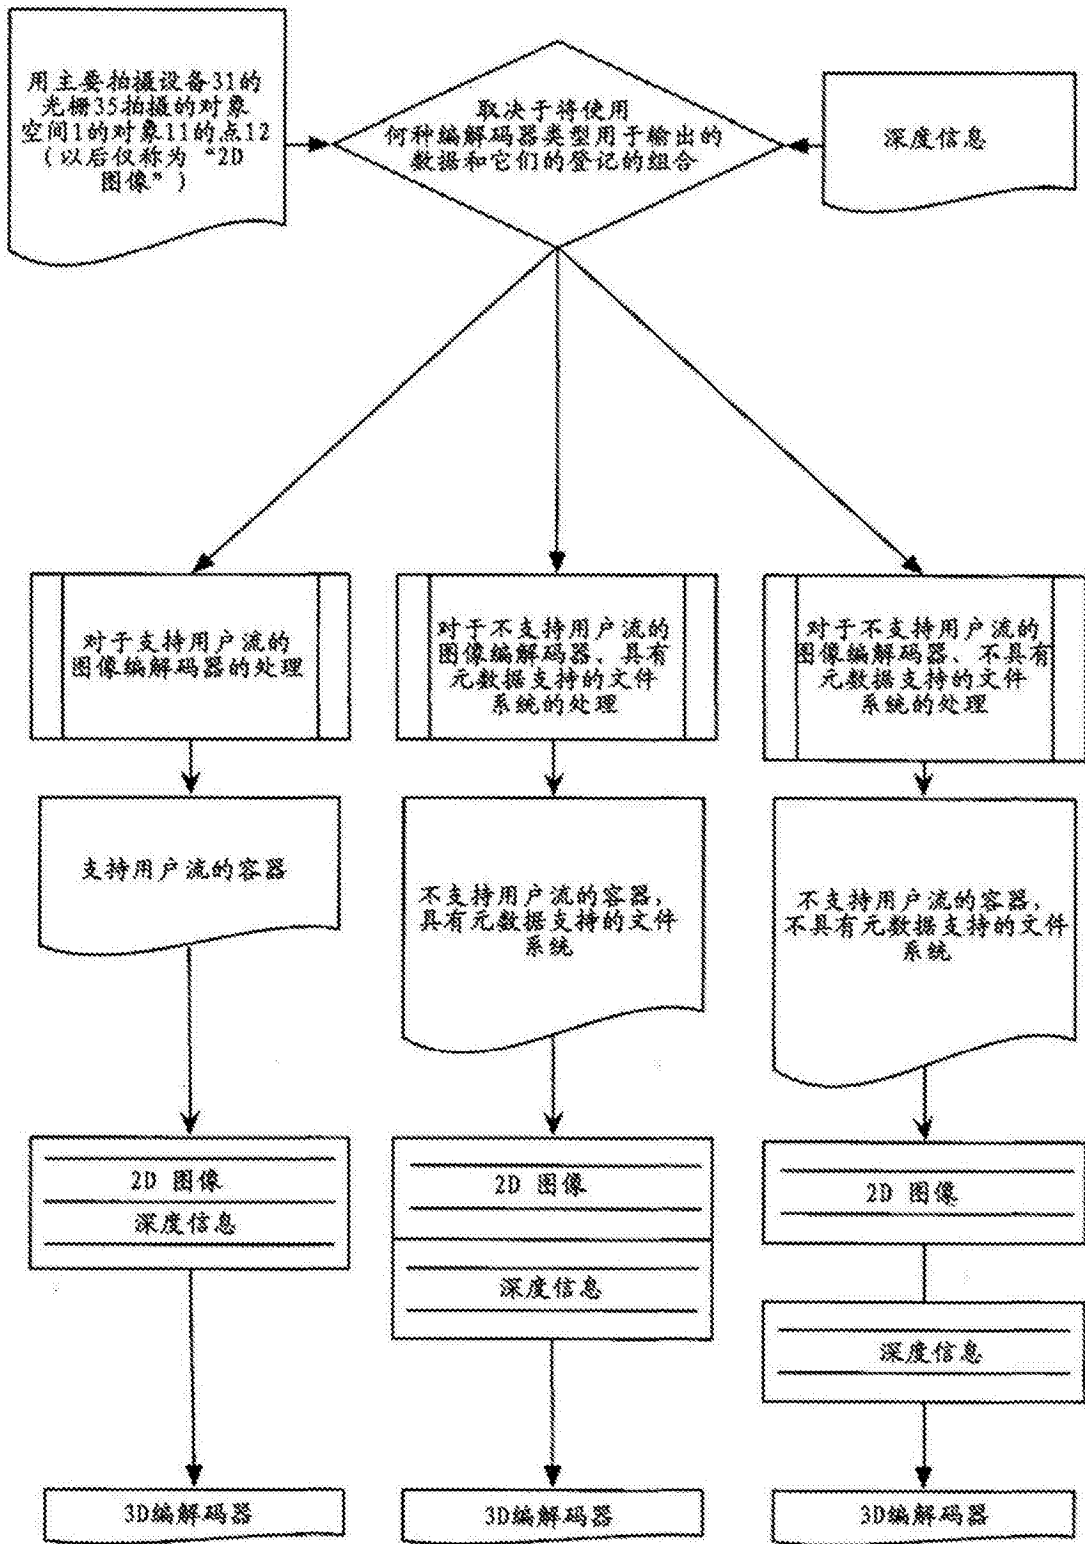 用主要拍摄设备31的
光栅35拍摄的对象
空间1的对象11的点12
(以后仅称为“2D
图像”)
取决于将使用
何种编解码器类型用于输出的
数据和它们的登记的组合
深度信息
对于支持用户流的
图像编解码器的处理
对于不支持用户流的
图像编解码器、具有
元数据支持的文件
系统的处理
对于不支持用户流的
图像编解码器、不具有
元数据支持的文件
系统的处理
支持用户流的容器
不支持用户流的容器,
具有元数据支持的文件
系统
不支持用户流的容器,
不具有元数据支持的文件
系统
2D 图像
深度信息
2D 图像
深度信息
2D 图像
深度信息
3D编解码器
3D编解码器
3D编解码器